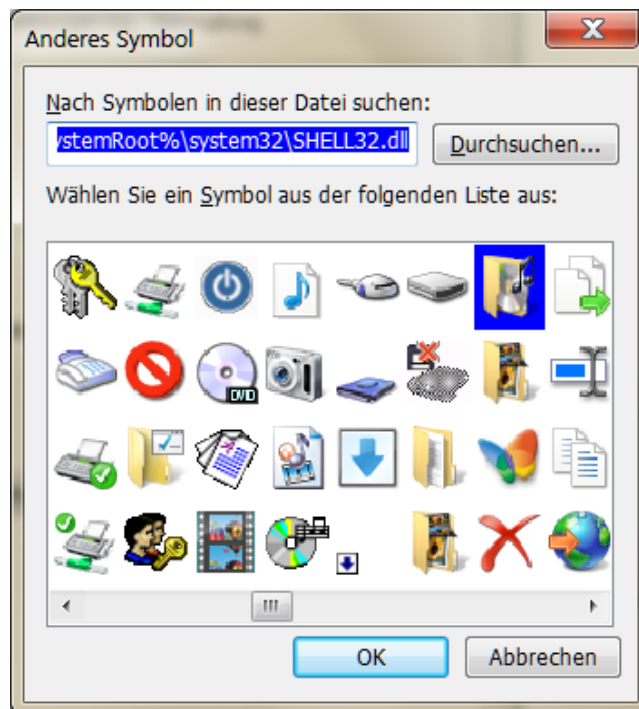 Anderes Symbol
Nach Symbolen in dieser Datei suchen:
ystemRoot%\system32\SHELL32.dll
Durchsuchen...
Wählen Sie ein Symbol aus der folgenden Liste aus:
DVD
OK
Abbrechen